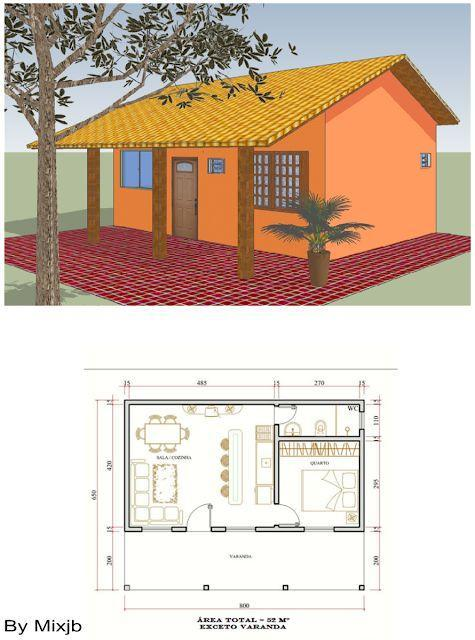 15 485 15 270 15
WC
110
15
SALA / COZINHA
QUARTO
420
650
295
15
200
VARANDA
200
800
ÁREA TOTAL = 52 M²
EXCETO VARANDA
By Mixjb